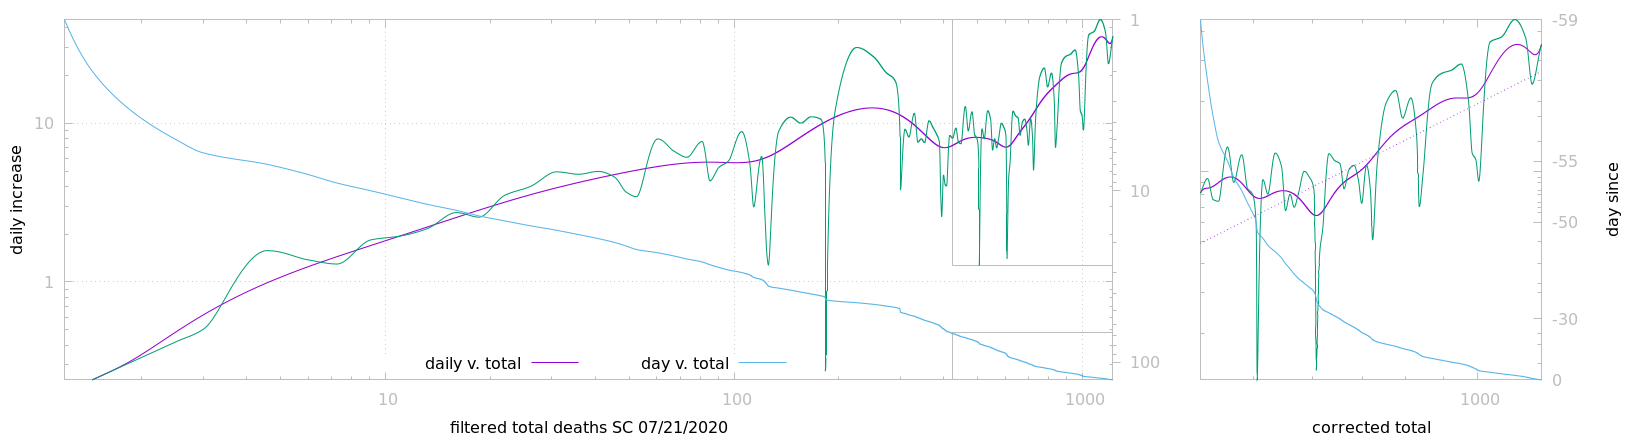 daily increase
10
1
daily v. total
day v. total
10
100
1000
filtered total deaths SC 07/21/2020
1
10
100
1000
corrected total
-59
-55
-50
-30
0
day since